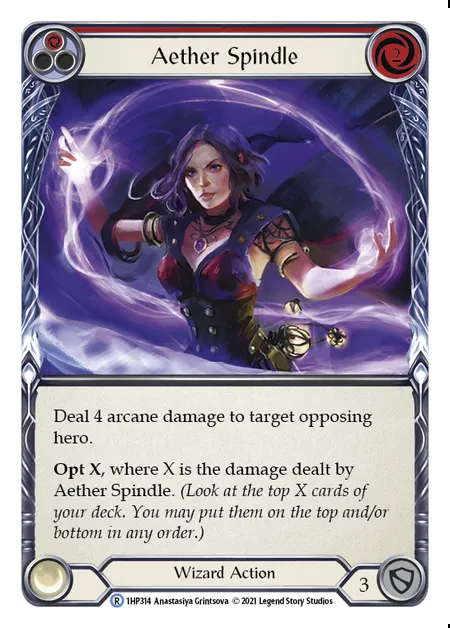 Aether Spindle
2
Deal 4 arcane damage to target opposing
hero.
Opt X, where X is the damage dealt by
Aether Spindle. (Look at the top X cards of
your deck. You may put them on the top and/or
bottom in any order.)
Wizard Action
3
R 1HP314 Anastasiya Grintsova © 2021 Legend Story Studios